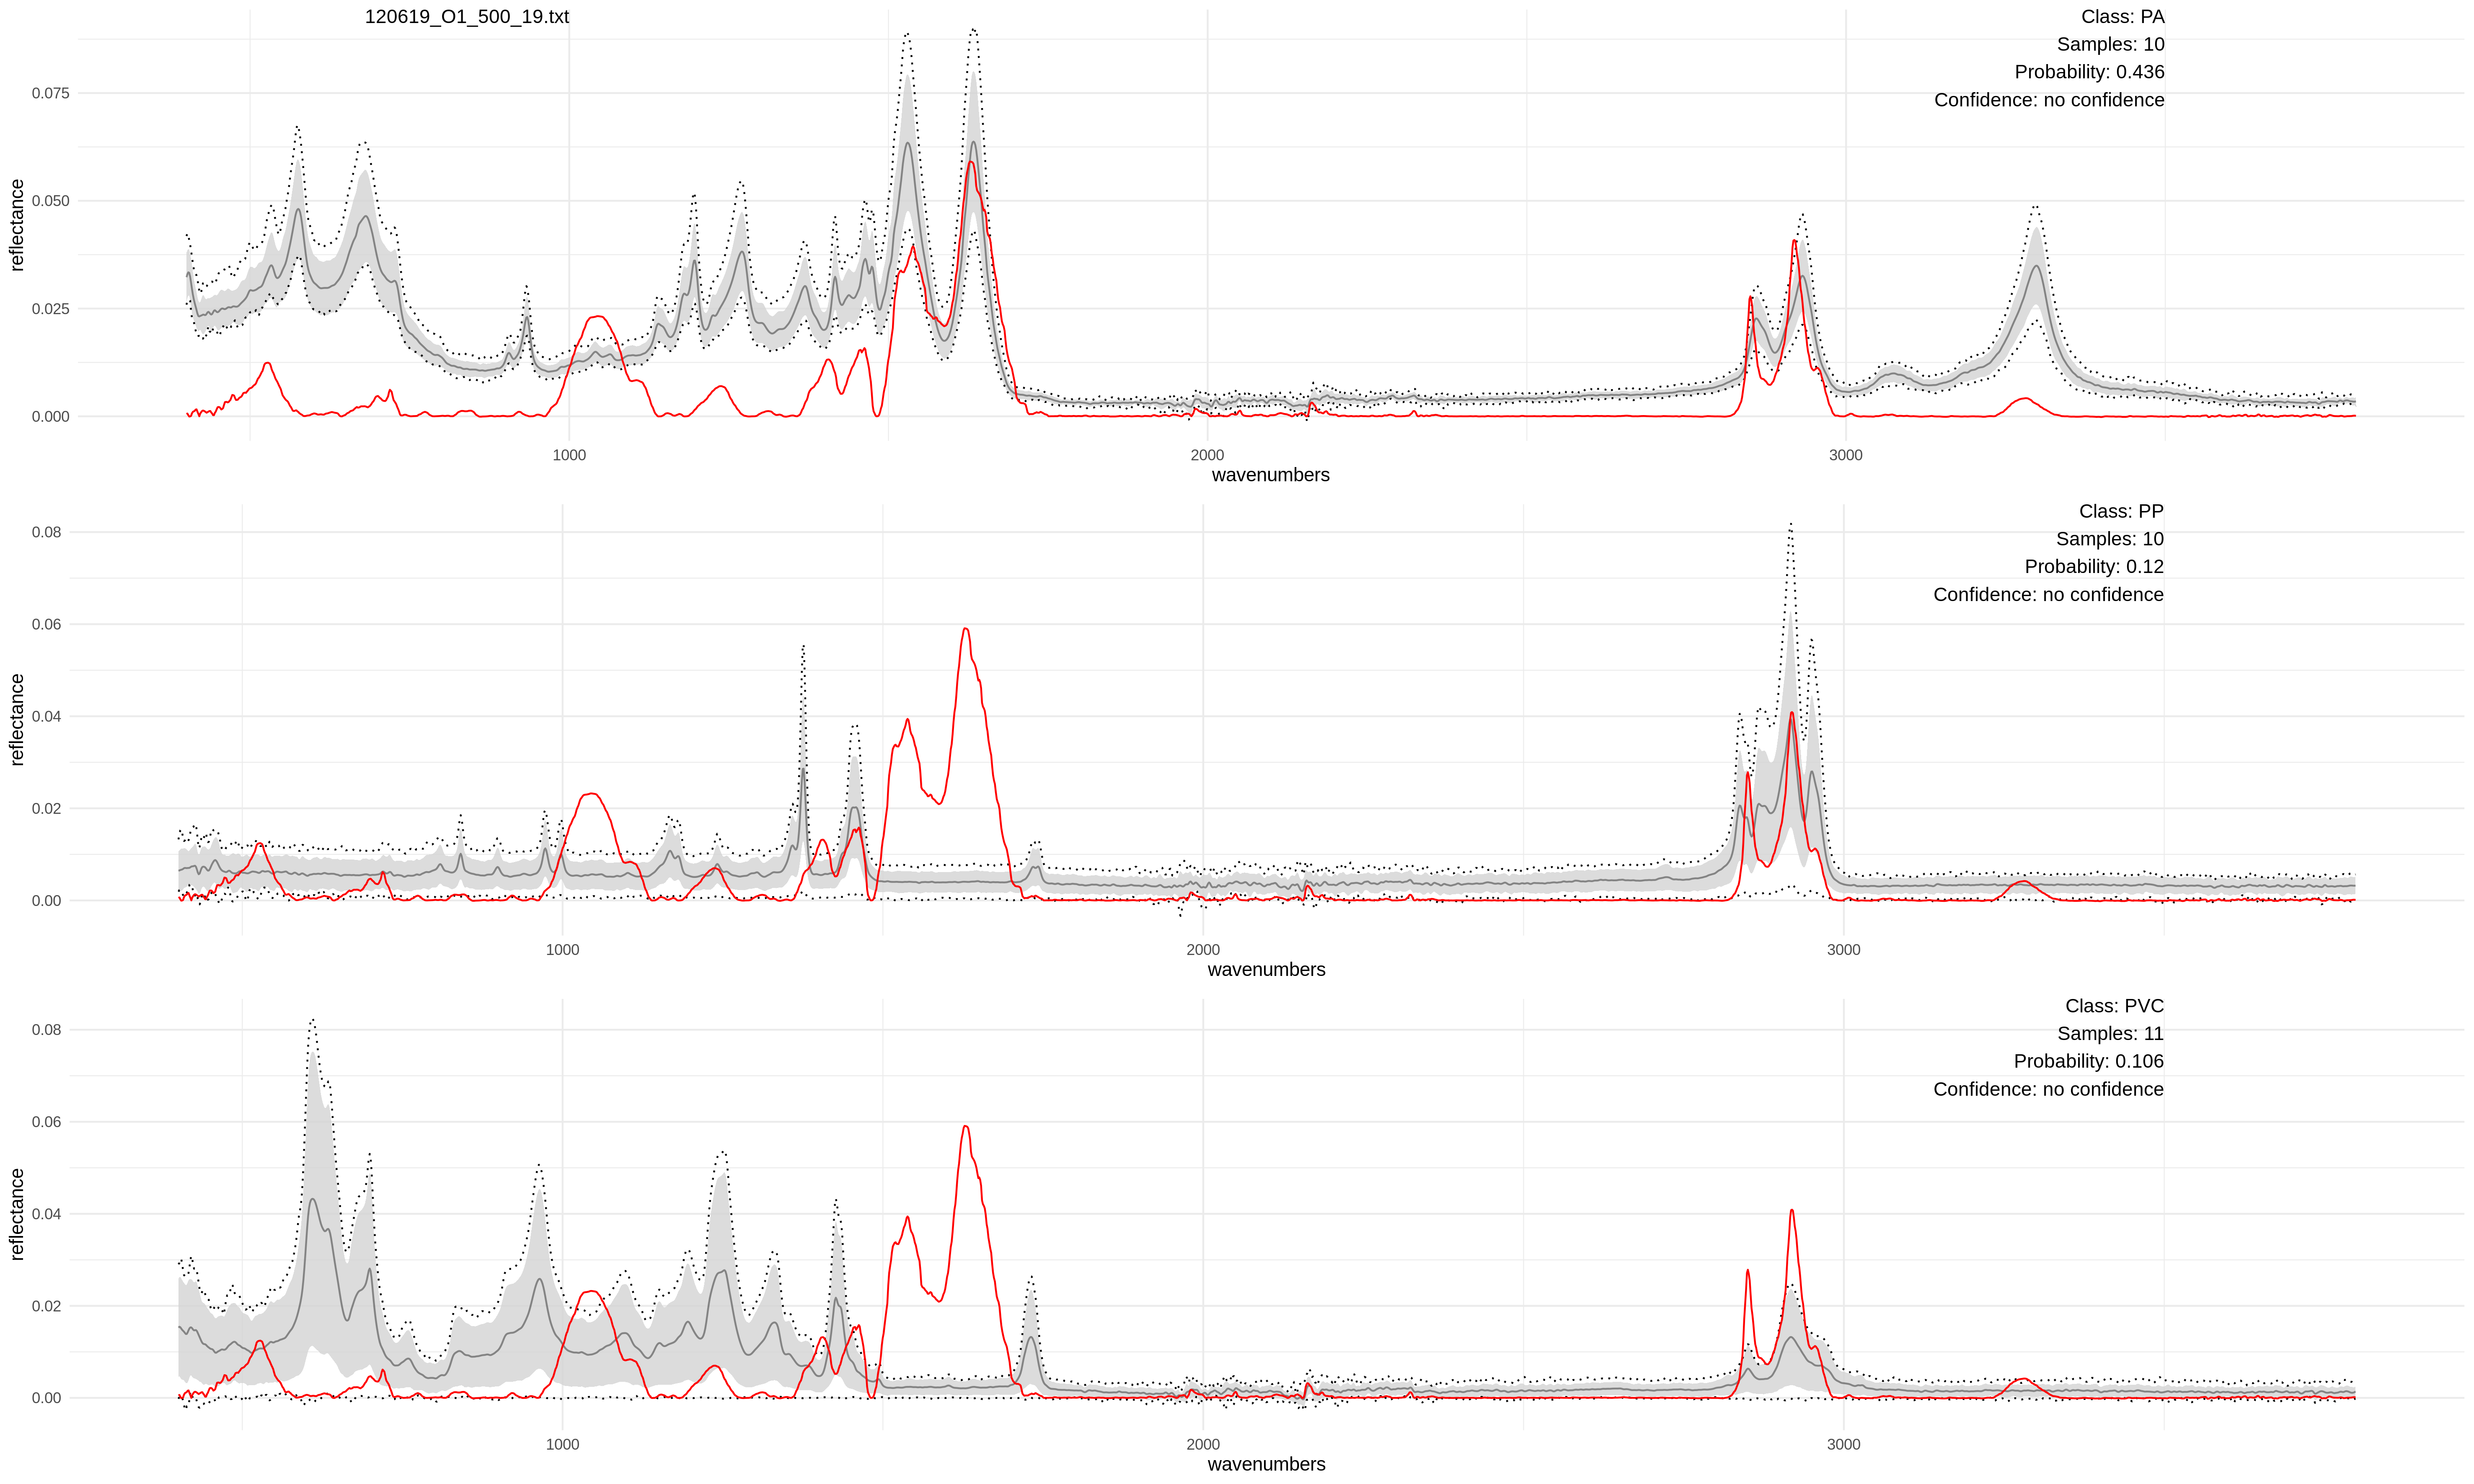 120619_O1_500_19.txt
Class: PA
Samples: 10
Probability: 0.436
Confidence: no confidence
reflectance
0.075
0.050
0.025
0.000
1000 2000 3000
wavenumbers
Class: PP
Samples: 10
Probability: 0.12
Confidence: no confidence
reflectance
0.08
0.06
0.04
0.02
0.00
1000 2000 3000
wavenumbers
Class: PVC
Samples: 11
Probability: 0.106
Confidence: no confidence
reflectance
0.08
0.06
0.04
0.02
0.00
1000 2000 3000
wavenumbers